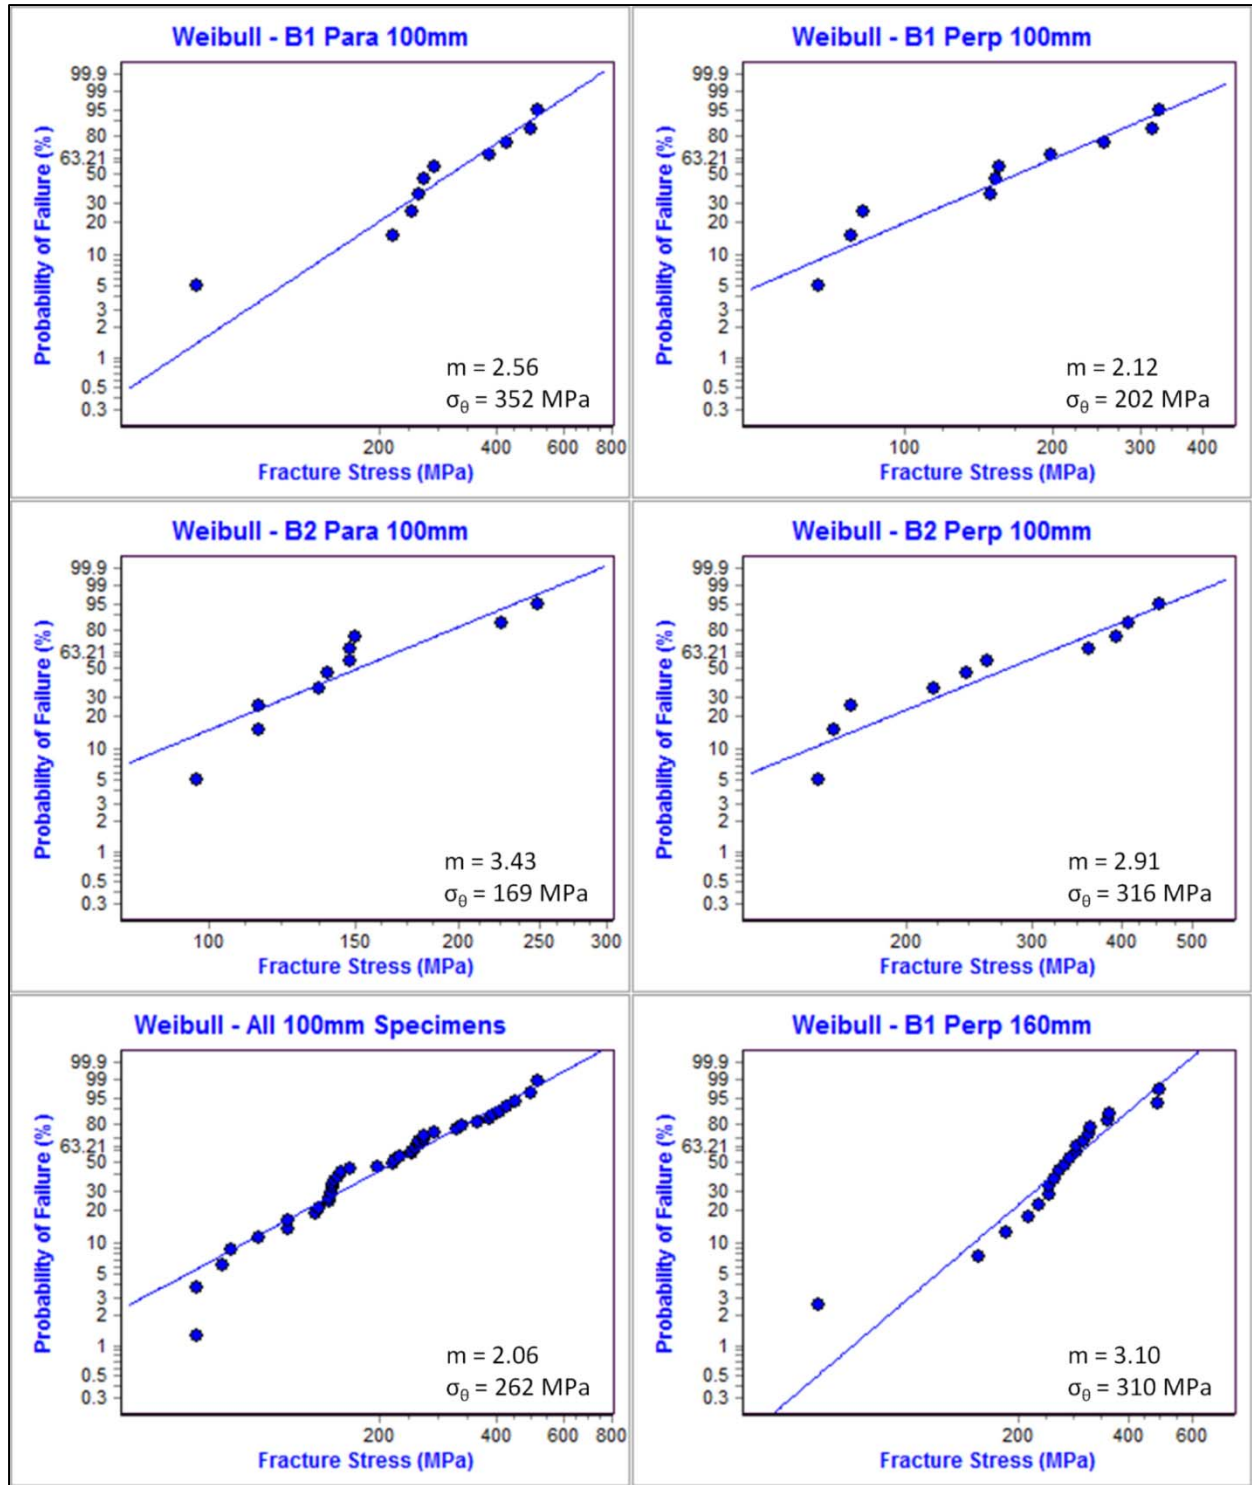 Weibull - B1 Para 100mm
Probability of Failure (%)
99.9
99
95
80
63.21
50
30
20
10
5
3
2
1
0.5
0.3
m = 2.56
σθ = 352 MPa
200 400 600 800
Fracture Stress (MPa)
Weibull - B1 Perp 100mm
Probability of Failure (%)
99.9
99
95
80
63.21
50
30
20
10
5
3
2
1
0.5
0.3
m = 2.12
σθ = 202 MPa
100 200 300 400
Fracture Stress (MPa)
Weibull - B2 Para 100mm
Probability of Failure (%)
99.9
99
95
80
63.21
50
30
20
10
5
3
2
1
0.5
0.3
m = 3.43
σθ = 169 MPa
100 150 200 250 300
Fracture Stress (MPa)
Weibull - B2 Perp 100mm
Probability of Failure (%)
99.9
99
95
80
63.21
50
30
20
10
5
3
2
1
0.5
0.3
m = 2.91
σθ = 316 MPa
200 300 400 500
Fracture Stress (MPa)
Weibull - All 100mm Specimens
Probability of Failure (%)
99.9
99
95
80
63.21
50
30
20
10
5
3
2
1
0.5
0.3
m = 2.06
σθ = 262 MPa
200 400 600 800
Fracture Stress (MPa)
Weibull - B1 Perp 160mm
Probability of Failure (%)
99.9
99
95
80
63.21
50
30
20
10
5
3
2
1
0.5
0.3
m = 3.10
σθ = 310 MPa
200 400 600
Fracture Stress (MPa)